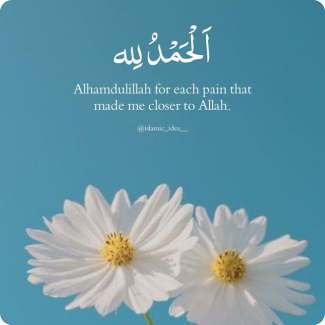 اَلْحَمْدُ لِله
Alhamdulillah for each pain that
made me closer to Allah.
@islamic_idea__